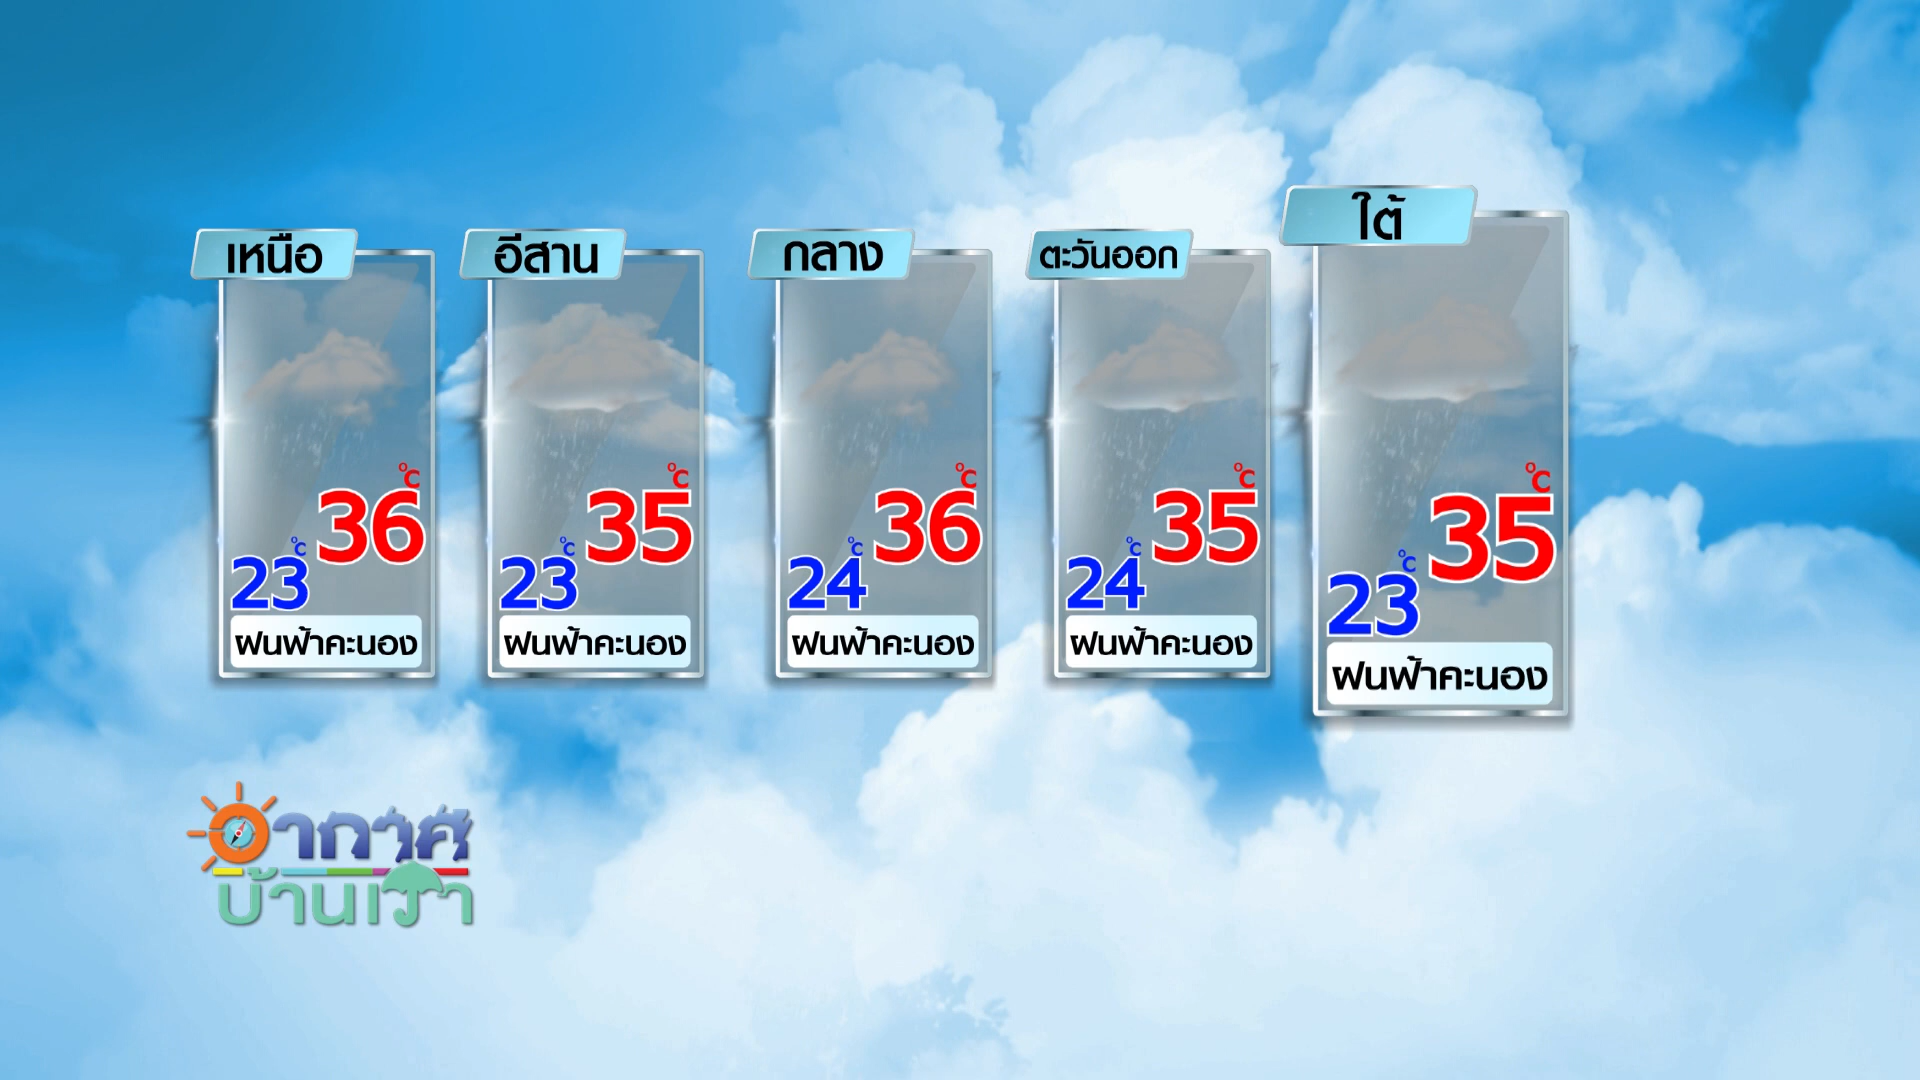 เหนือ
36°C
23°C
ฝนฟ้าคะนอง
อีสาน
35°C
23°C
ฝนฟ้าคะนอง
กลาง
36°C
24°C
ฝนฟ้าคะนอง
ตะวันออก
35°C
24°C
ฝนฟ้าคะนอง
ใต้
35°C
23°C
ฝนฟ้าคะนอง
อากาศ
บ้านเรา